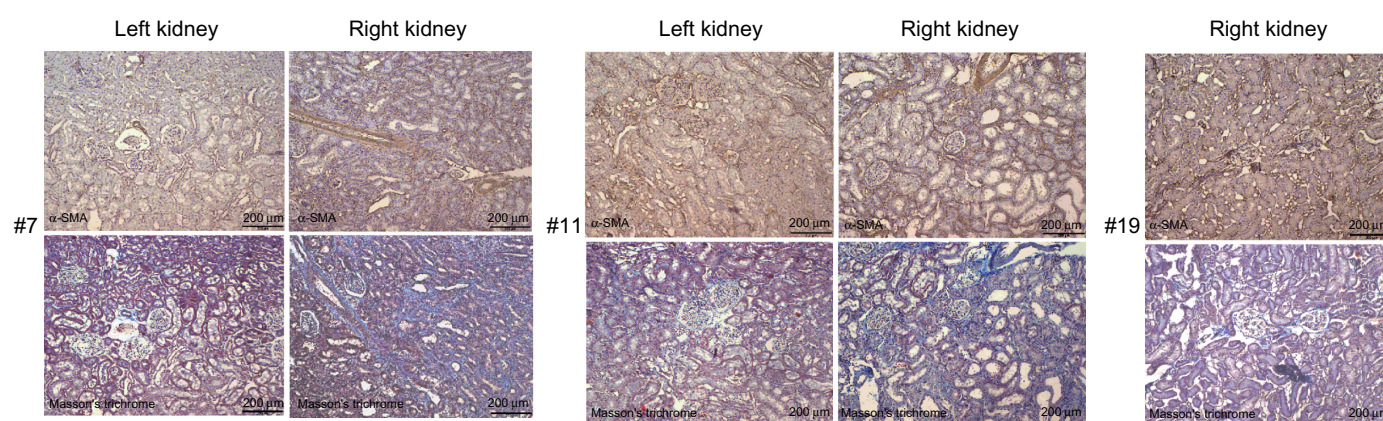 Left kidney Right kidney Left kidney Right kidney Right kidney
α-SMA 200 μm α-SMA 200 μm α-SMA 200 μm α-SMA 200 μm α-SMA 200 μm
#7 #11 #19
Masson's trichrome 200 μm Masson's trichrome 200 μm Masson's trichrome 200 μm Masson's trichrome 200 μm Masson's trichrome 200 μm